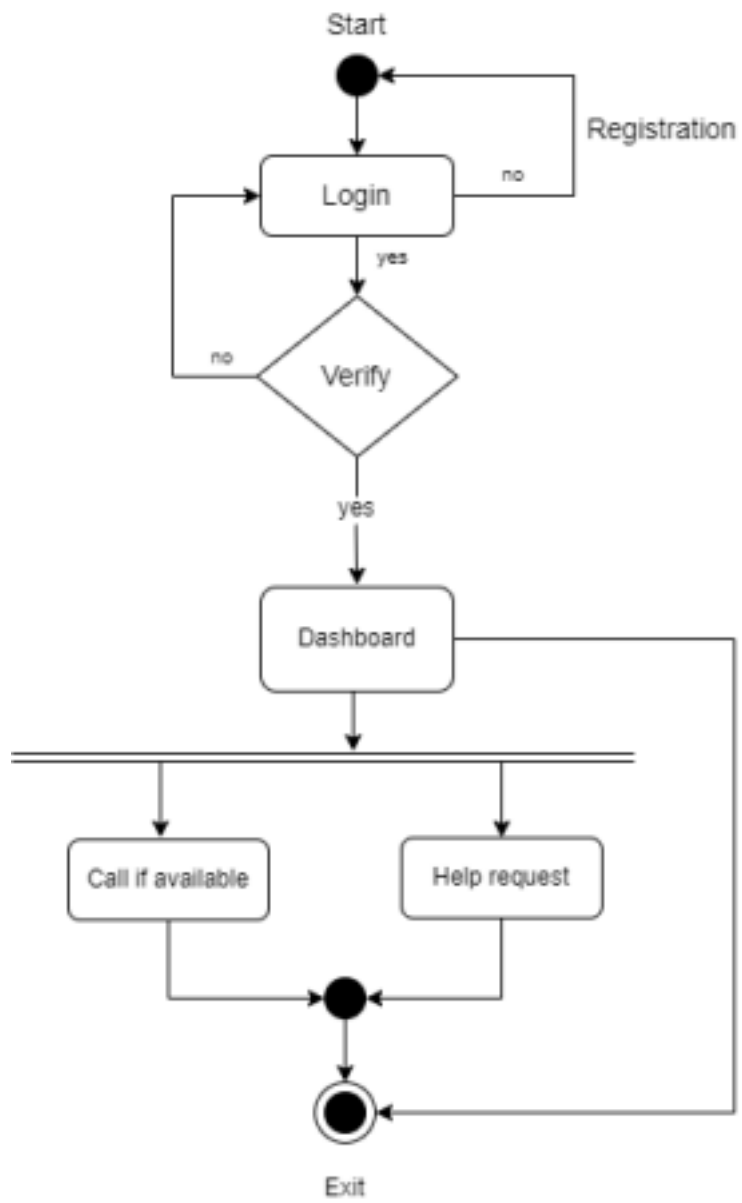 Start
Registration
no
Login
yes
no
Verify
yes
Dashboard
Call if available
Help request
Exit